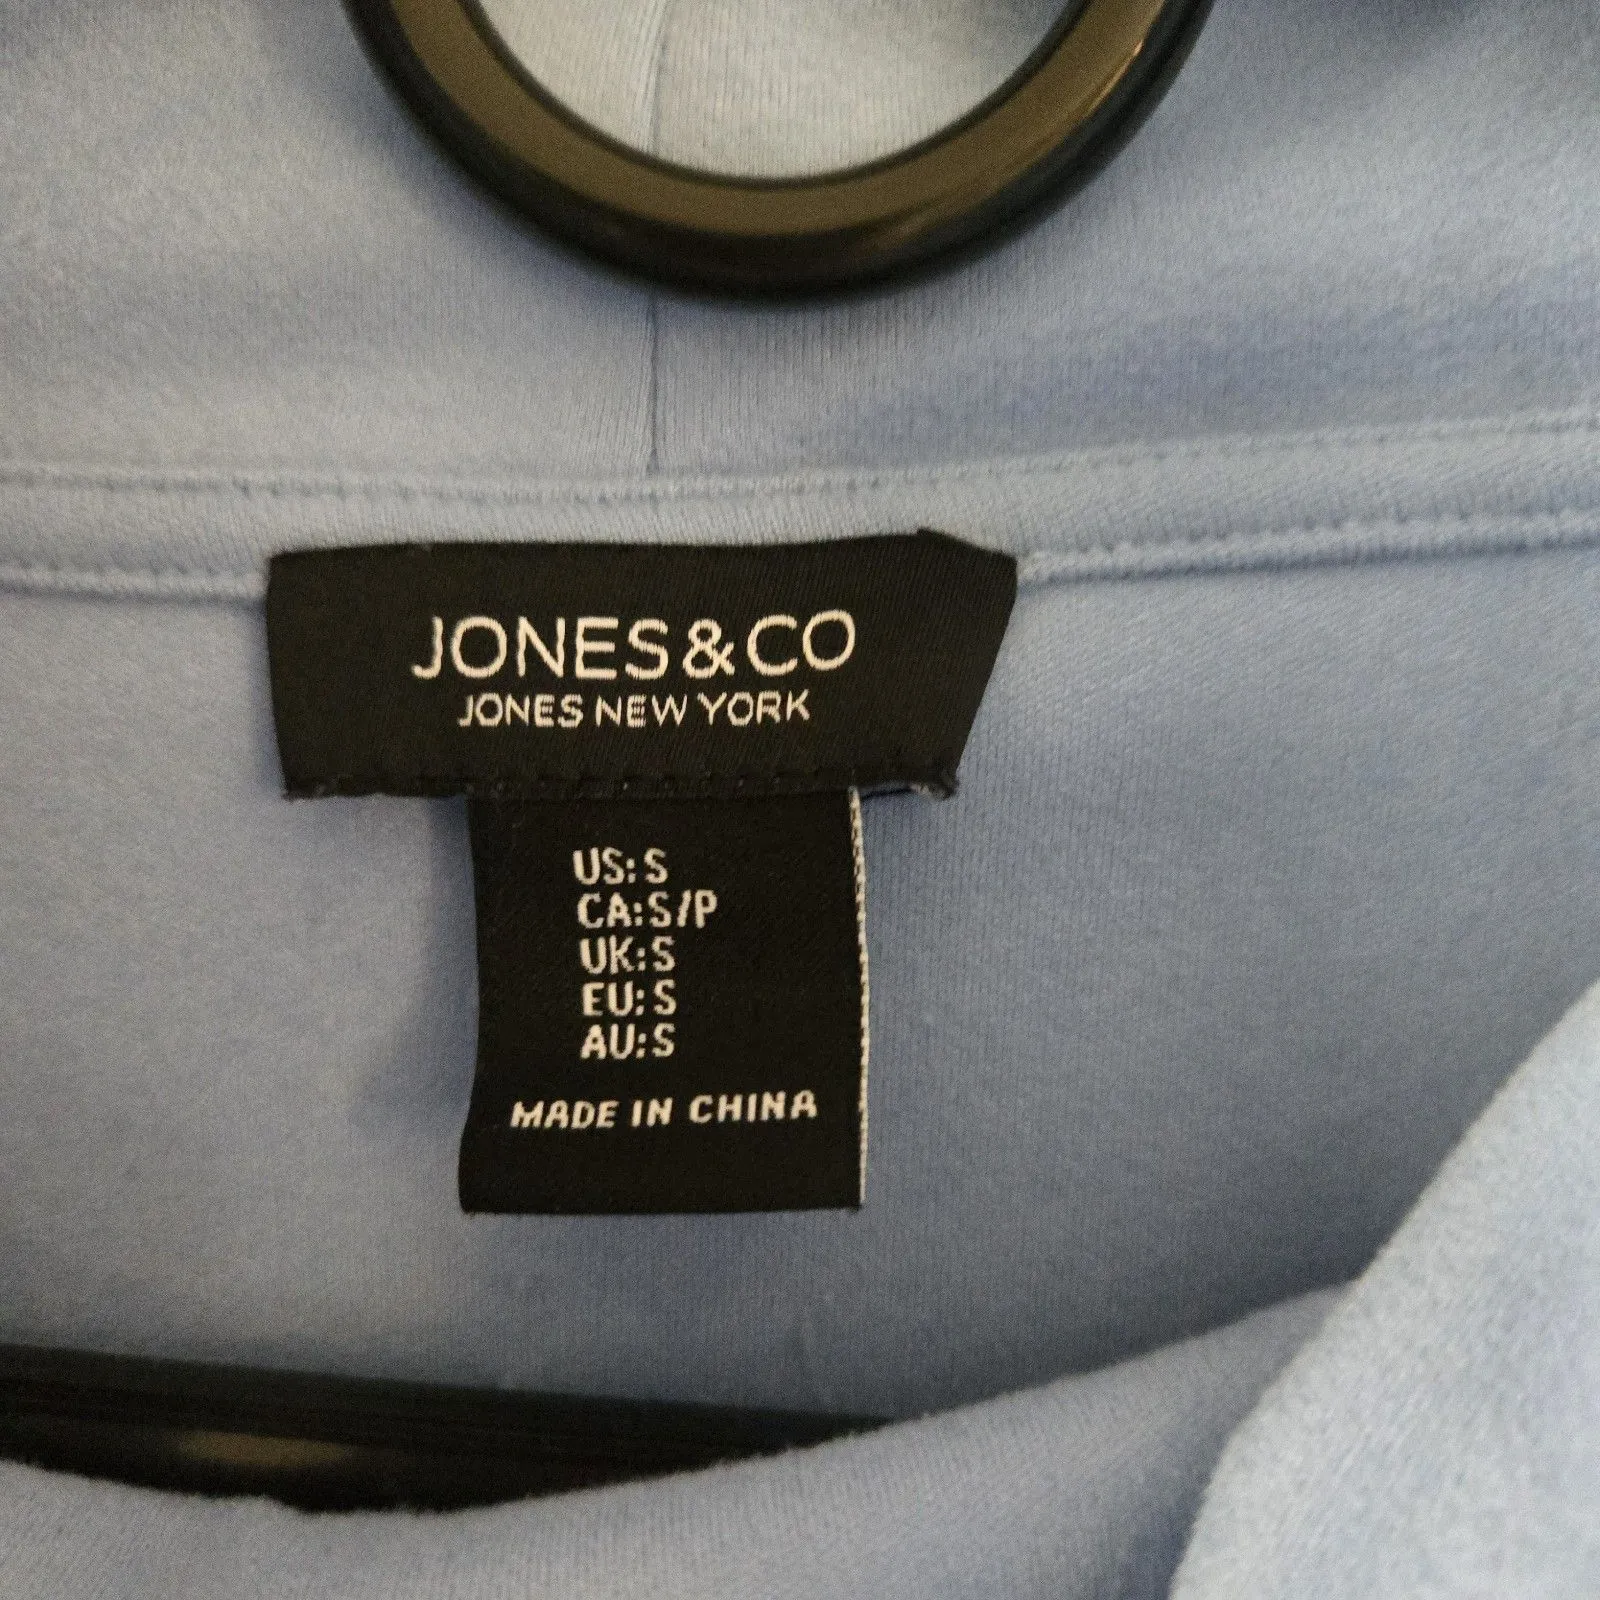 JONES&CO
JONES NEW YORK
US: S
CA: S/P
UK: S
EU: S
AU: S
MADE IN CHINA